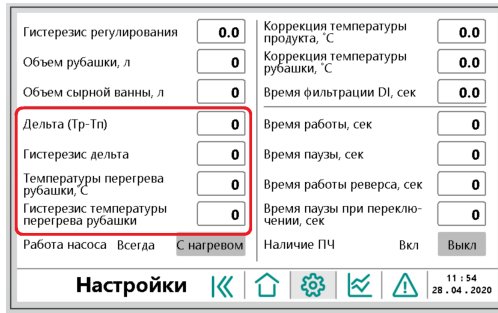 Гистерезис регулирования 0.0
Объем рубашки, л 0
Объем сырной ванны, л 0
Дельта (Тр-Тп) 0
Гистерезис дельта 0
Температуры перегрева
рубашки, ̊С 0
Гистерезис температуры
перегрева рубашки 0
Работа насоса Всегда С нагревом
Коррекция температуры
продукта, ̊С 0.0
Коррекция температуры
рубашки, ̊С 0.0
Время фильтрации DI, сек 0.0
Время работы, сек 0
Время паузы, сек 0
Время работы реверса, сек 0
Время паузы при переклю-
чении, сек 0
Наличие ПЧ Вкл Выкл
Настройки
11 : 54
28 . 04 . 2020